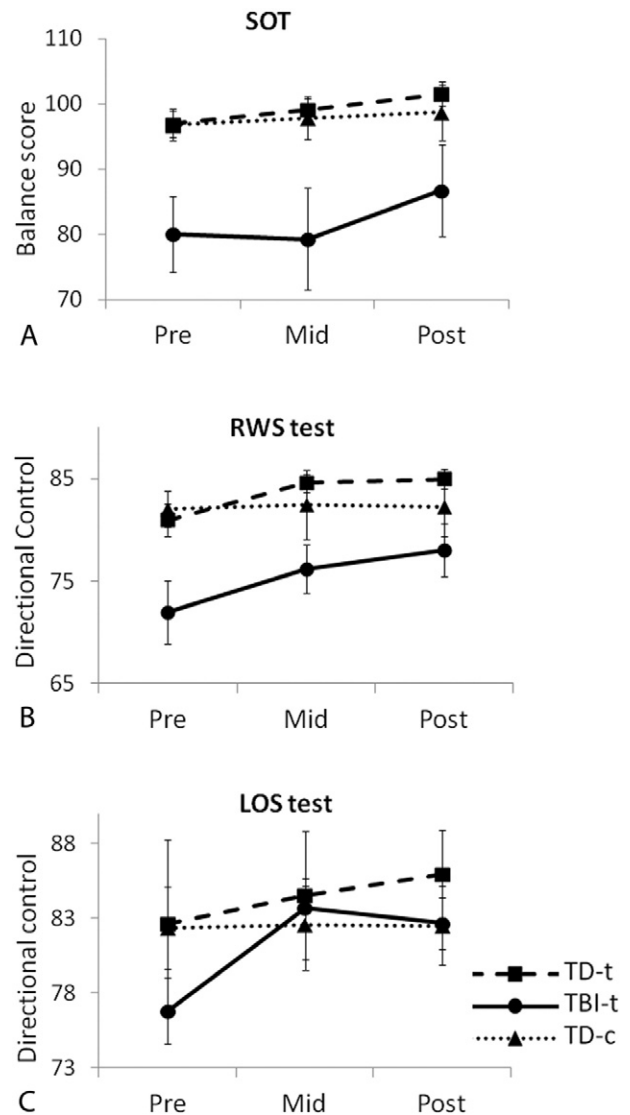 SOT
110
100
90
80
70
Balance score
Pre Mid Post
A
RWS test
85
75
65
Directional Control
Pre Mid Post
B
LOS test
88
83
78
73
Directional control
Pre Mid Post
C
TD-t
TBI-t
TD-c